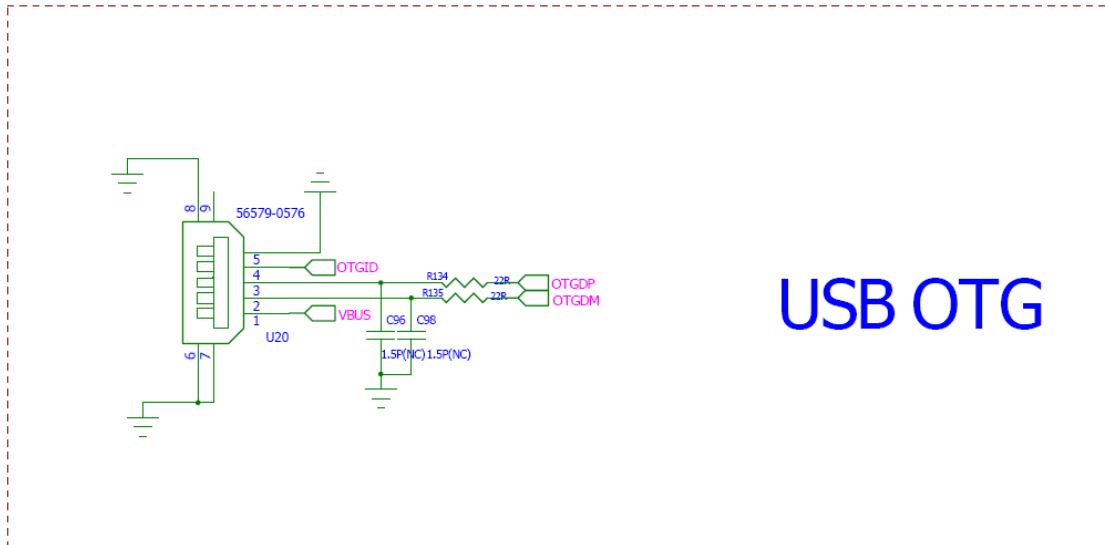 8
9
56579-0576
5
OTGID
4
R134
22R
OTGDP
3
R135
22R
OTGDM
2
VBUS
1
C96
C98
U20
1.5P(NC)
1.5P(NC)
6
7
USB OTG